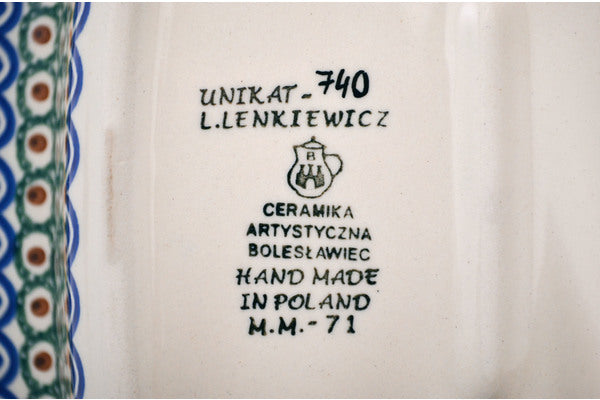 UNIKAT-740
L.LENKIEWICZ
B
CERAMIKA
ARTYSTYCZNA
BOLESŁAWIEC
HAND MADE
IN POLAND
M.M.-71